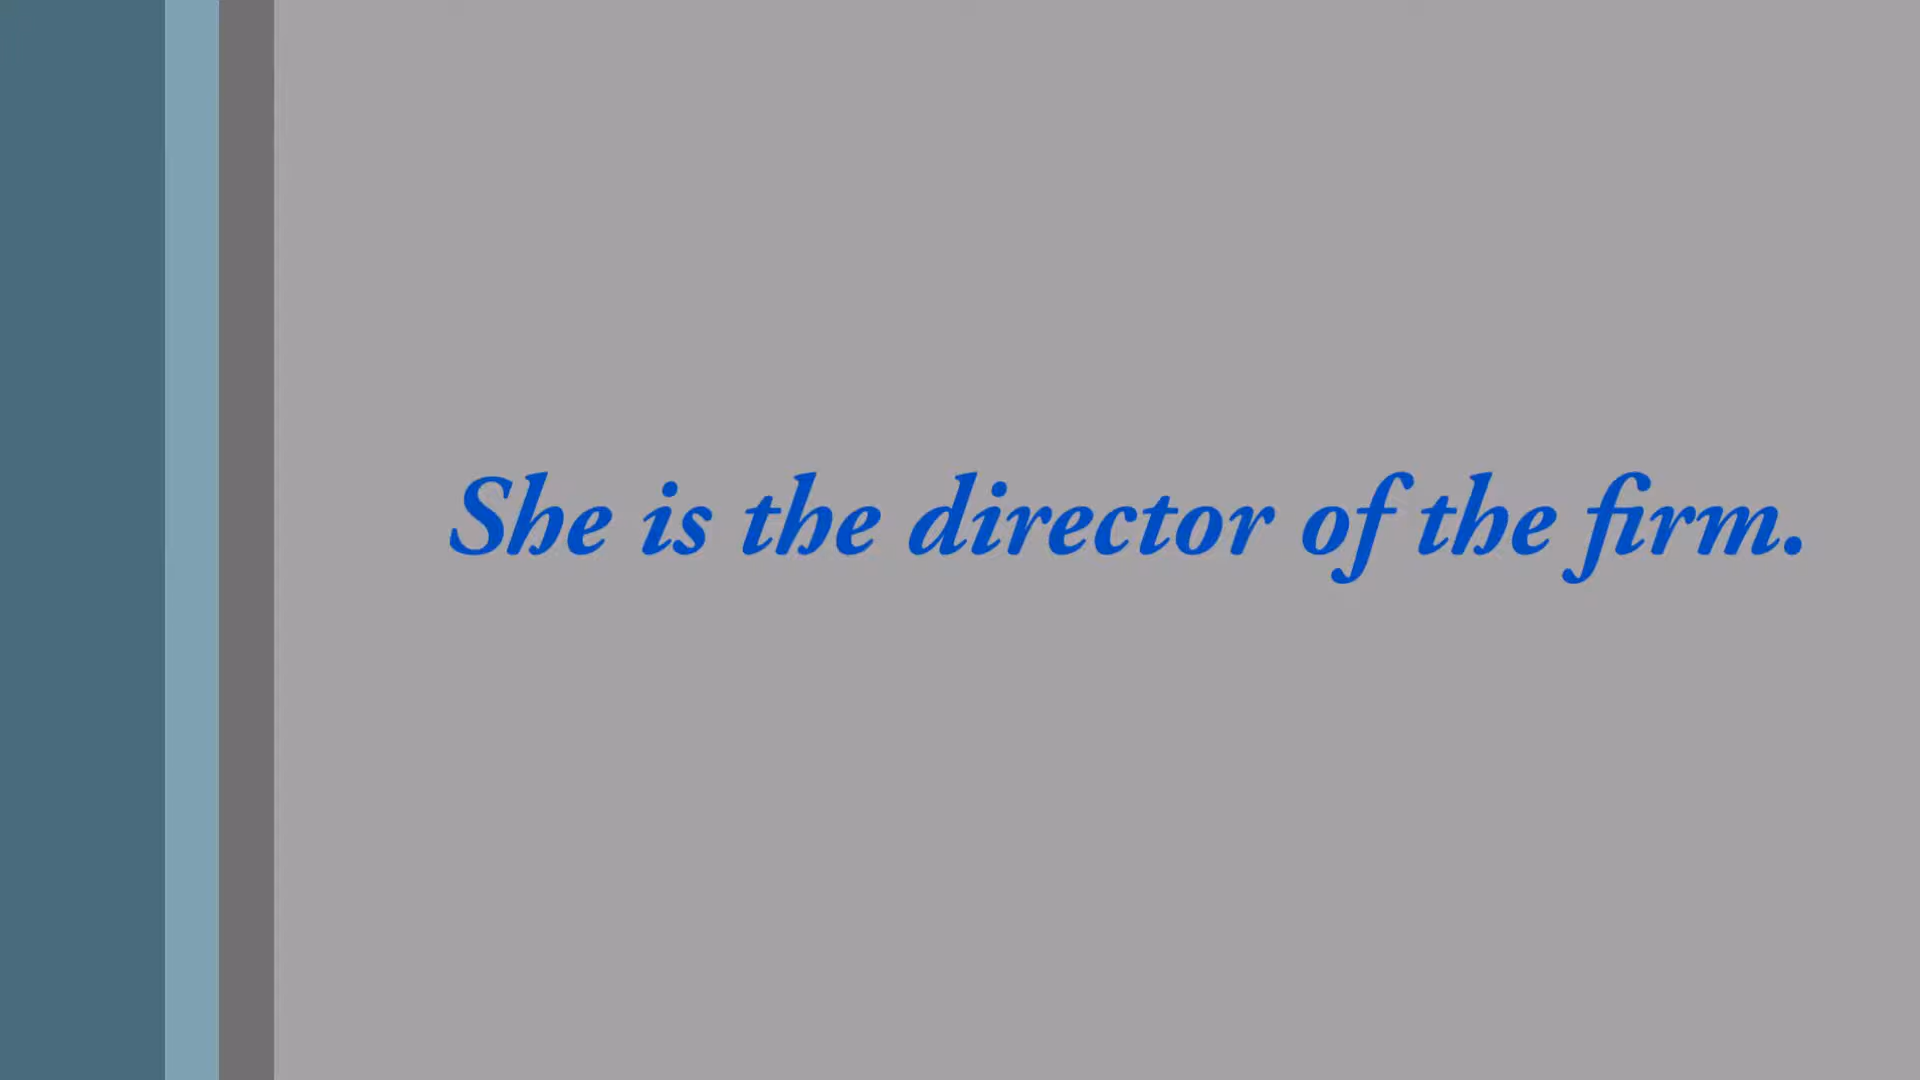 She is the director of the firm.